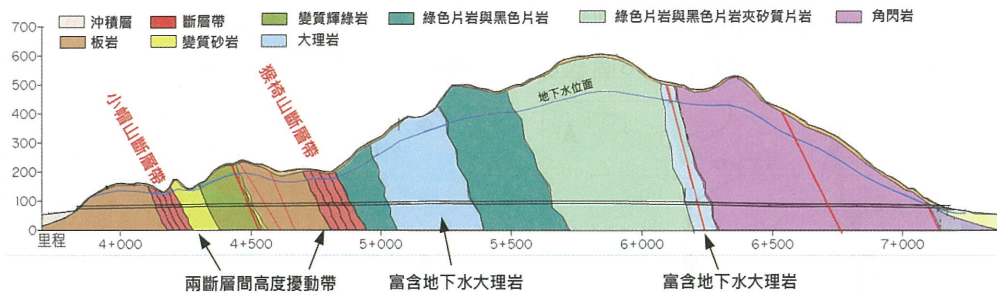 沖積層 斷層帶 變質輝綠岩 綠色片岩與黑色片岩 綠色片岩與黑色片岩夾矽質片岩 角閃岩
板岩 變質砂岩 大理岩
700
600
500
400
300
200
100
0
小帽山斷層帶
猴椅山斷層帶
地下水位面
里程 4+000 4+500 5+000 5+500 6+000 6+500 7+000
兩斷層間高度擾動帶 富含地下水大理岩 富含地下水大理岩